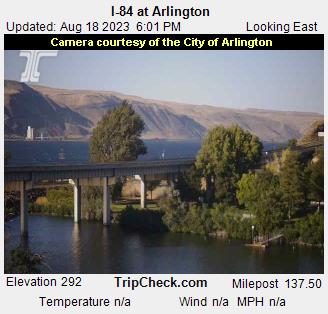 I-84 at Arlington
Updated: Aug 18 2023 6:01 PM Looking East
Camera courtesy of the City of Arlington
Elevation 292 TripCheck.com Milepost 137.50
Temperature n/a Wind n/a MPH n/a